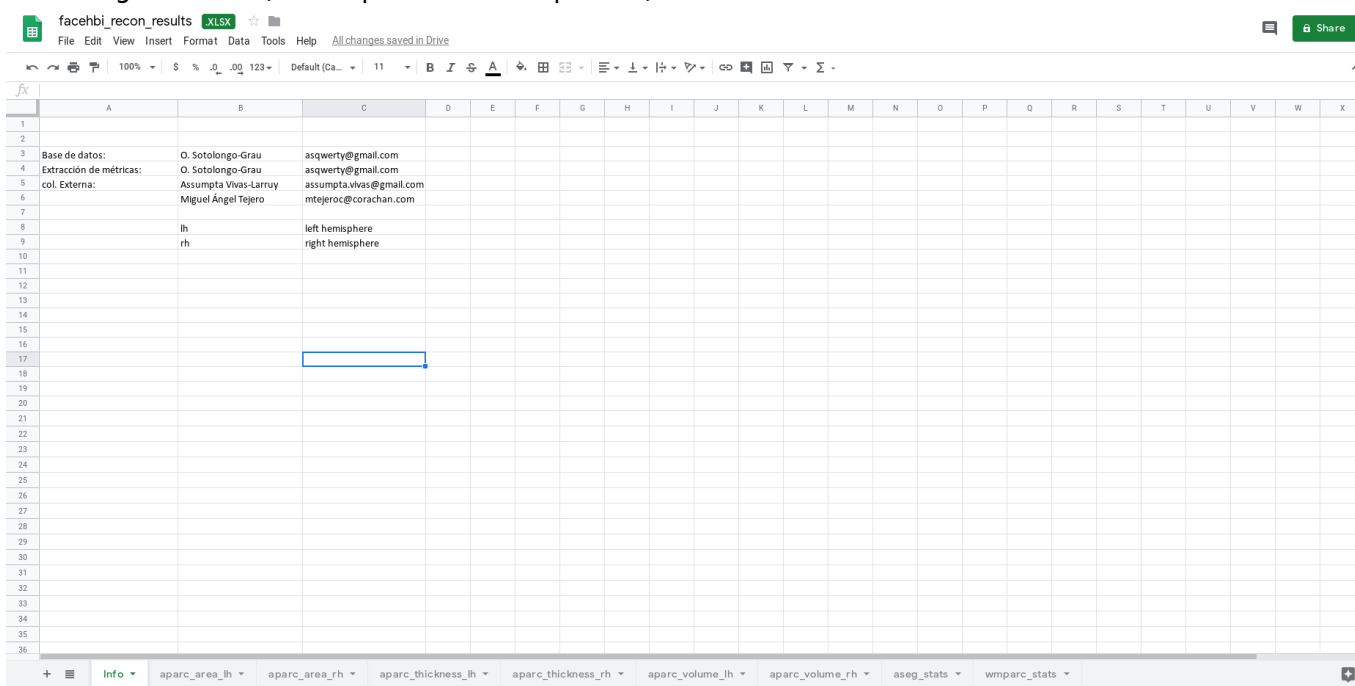 facehbi_recon_results .XLSX
File Edit View Insert Format Data Tools Help All changes saved in Drive
Share
100% $ % .0 .00 123 Default (Ca... 11 B I S A
fx
A B C D E F G H I J K L M N O P Q R S T U V W X
1
2
3 Base de datos: O. Sotolongo-Grau asqwerty@gmail.com
4 Extracción de métricas: O. Sotolongo-Grau asqwerty@gmail.com
5 col. Externa: Assumpta Vivas-Larruy assumpta.vivas@gmail.com
6 Miguel Ángel Tejero mtejeroc@corachan.com
7
8 lh left hemisphere
9 rh right hemisphere
10
11
12
13
14
15
16
17
18
19
20
21
22
23
24
25
26
27
28
29
30
31
32
33
34
35
36
Info aparc_area_lh aparc_area_rh aparc_thickness_lh aparc_thickness_rh aparc_volume_lh aparc_volume_rh aseg_stats wmparc_stats